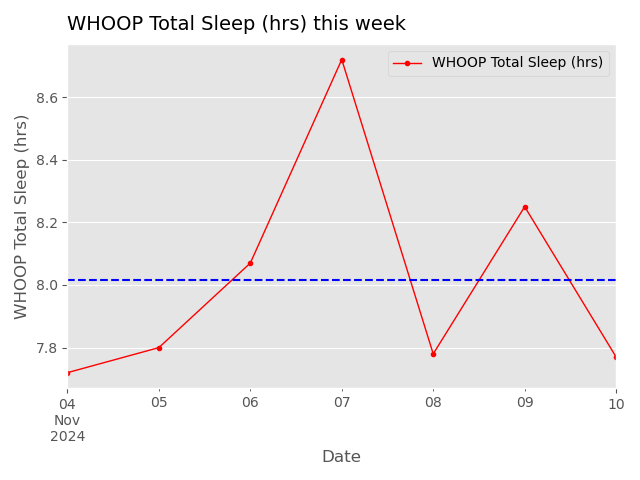 WHOOP Total Sleep (hrs) this week
WHOOP Total Sleep (hrs)
WHOOP Total Sleep (hrs)
8.6
8.4
8.2
8.0
7.8
04
Nov
2024
05
06
07
08
09
10
Date